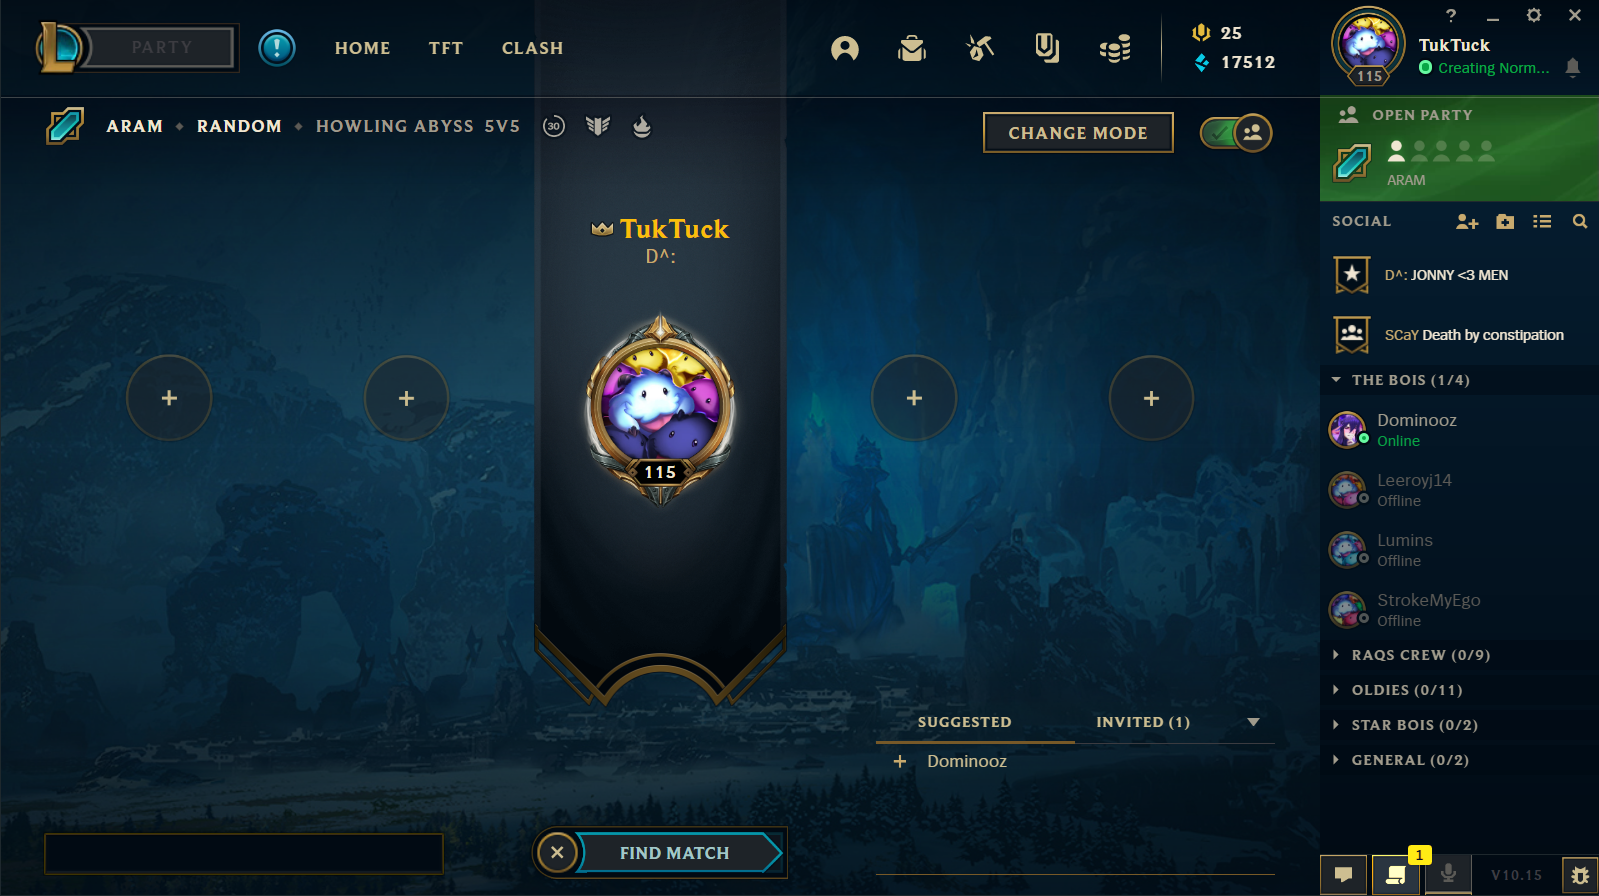 PARTY
HOME
TFT
CLASH
25
17512
?
TukTuck
115
Creating Norm...
ARAM
RANDOM
HOWLING ABYSS 5V5
30
CHANGE MODE
OPEN PARTY
ARAM
TukTuck
D^:
115
SOCIAL
D^: JONNY <3 MEN
SCaY Death by constipation
THE BOIS (1/4)
Dominooz
Online
Leeroyj14
Offline
Lumins
Offline
StrokeMyEgo
Offline
RAQS CREW (0/9)
OLDIES (0/11)
STAR BOIS (0/2)
GENERAL (0/2)
SUGGESTED
INVITED (1)
Dominooz
FIND MATCH
1
V10.15